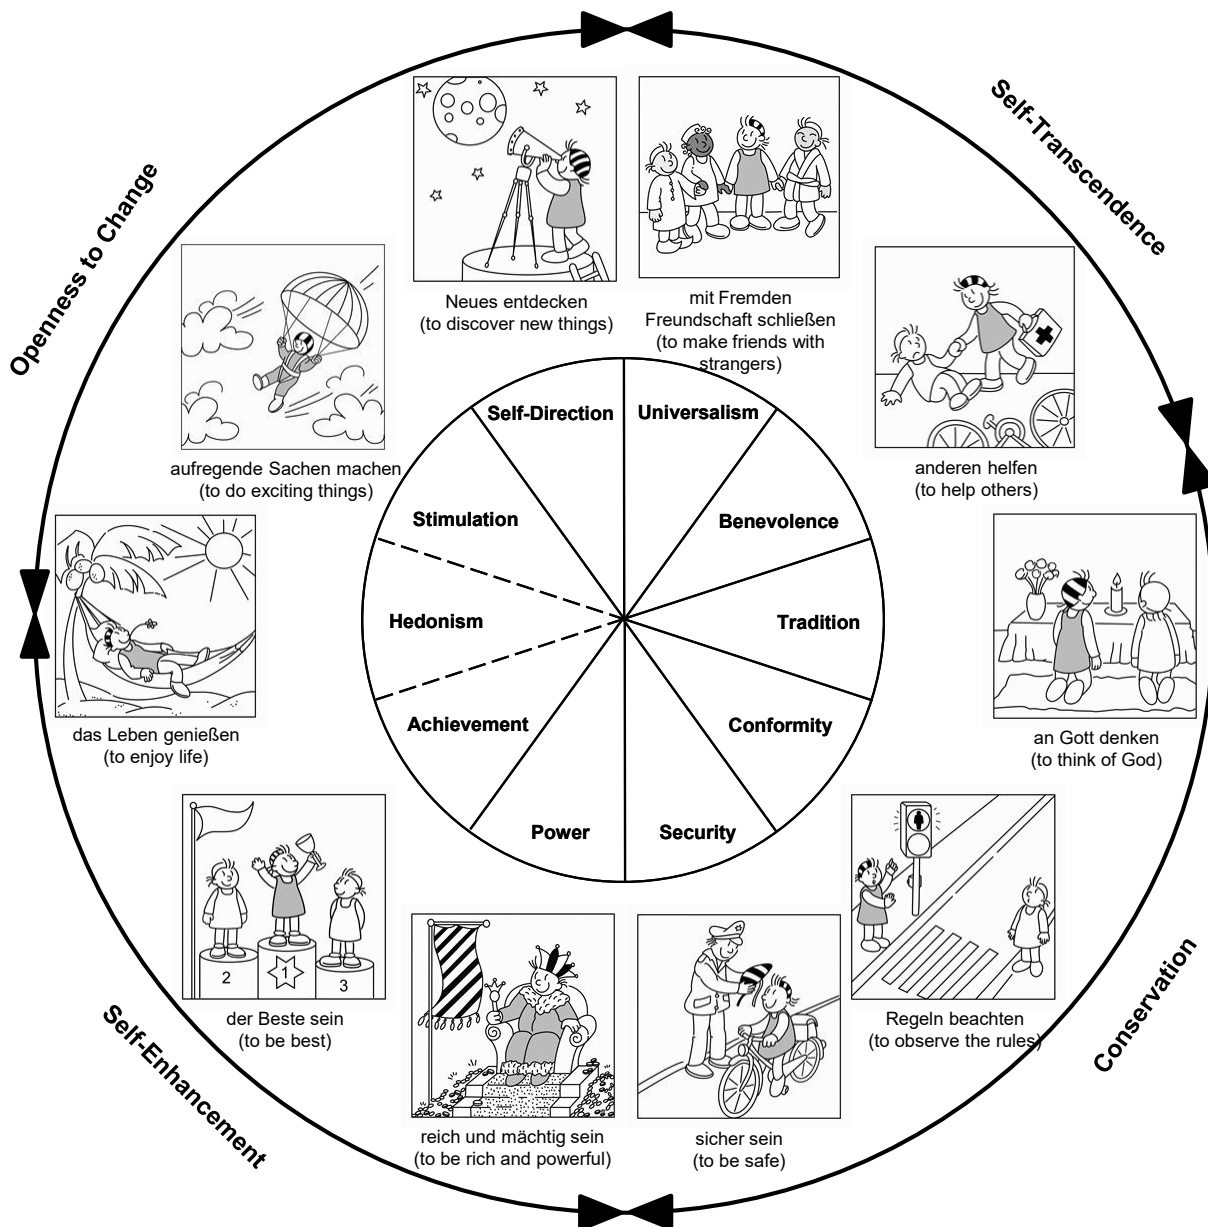 Self-Transcendence
Openness to Change
Neues entdecken
(to discover new things)
mit Fremden
Freundschaft schließen
(to make friends with
strangers)
aufregende Sachen machen
(to do exciting things)
anderen helfen
(to help others)
Self-Direction
Universalism
Stimulation
Benevolence
Hedonism
Tradition
Achievement
Conformity
Power
Security
das Leben genießen
(to enjoy life)
an Gott denken
(to think of God)
2
1
3
der Beste sein
(to be best)
Regeln beachten
(to observe the rules)
Self-Enhancement
Conservation
reich und mächtig sein
(to be rich and powerful)
sicher sein
(to be safe)